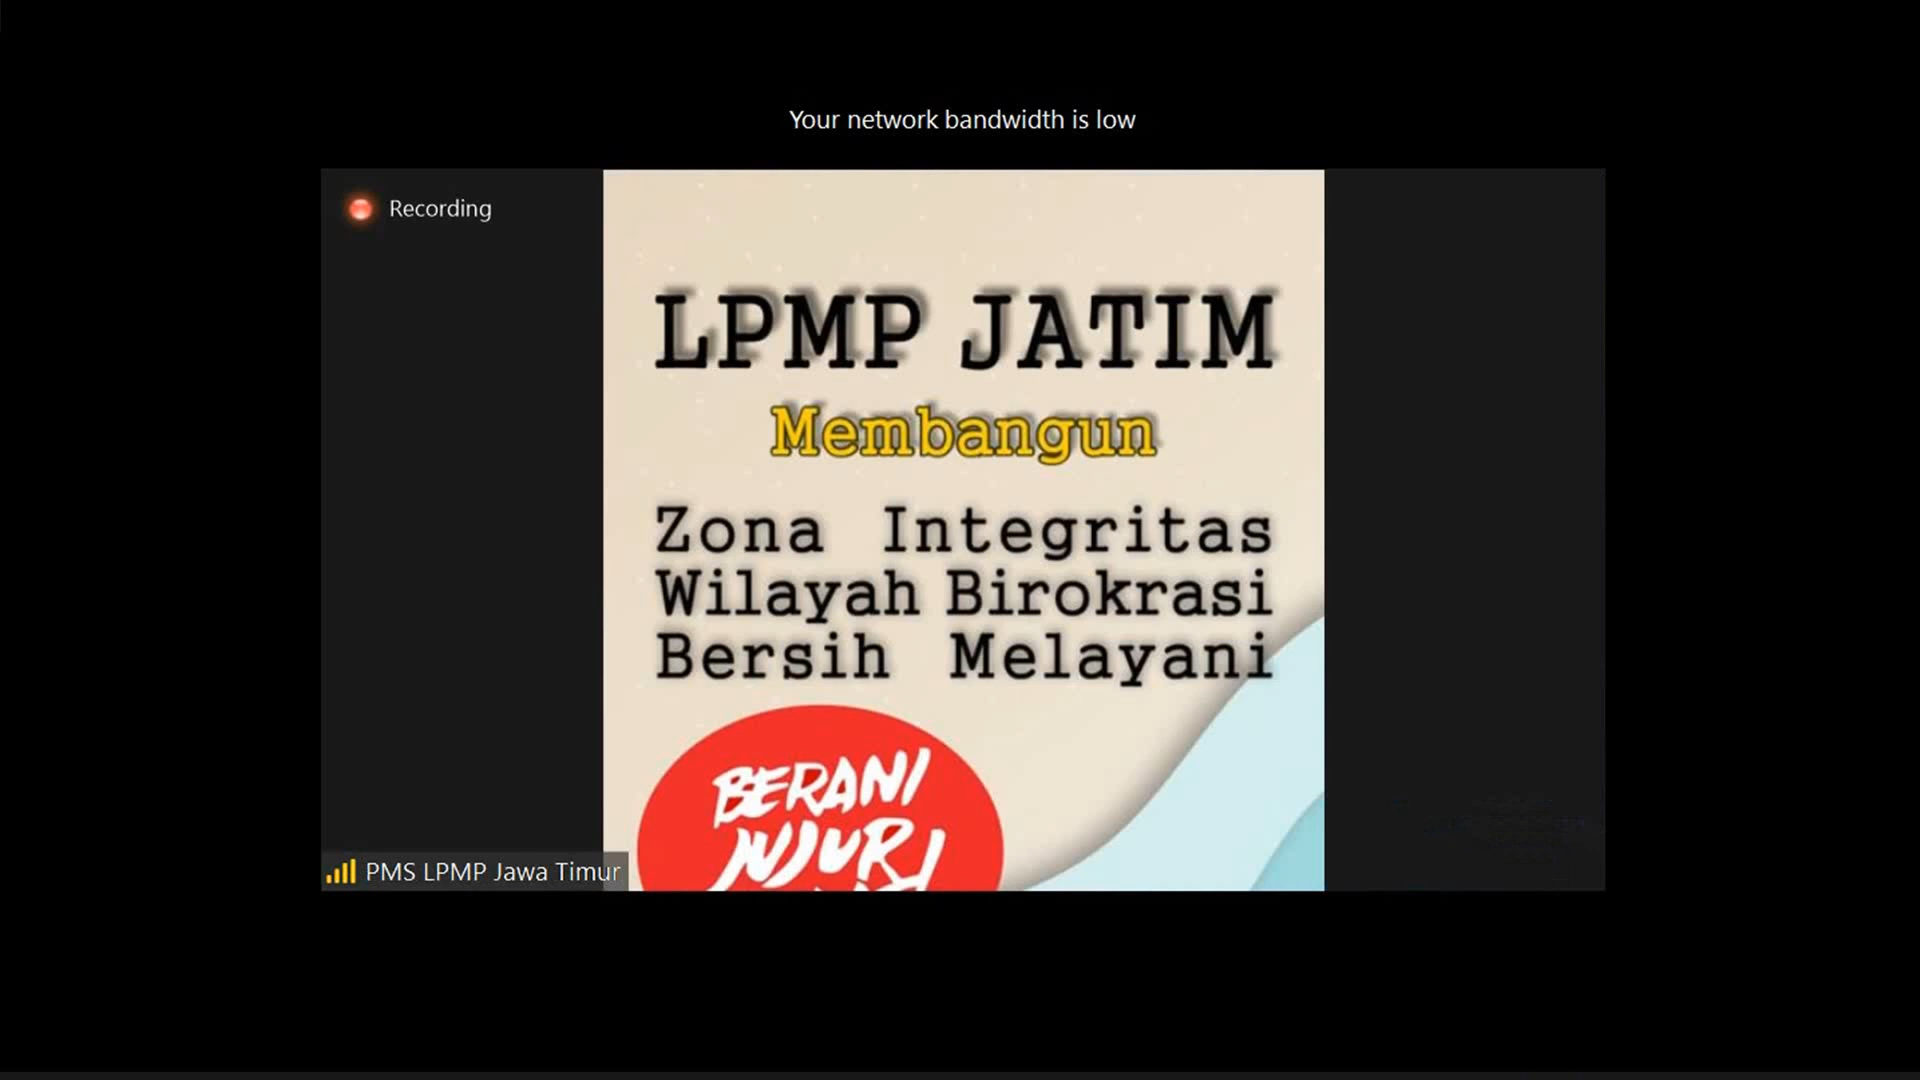 Your network bandwidth is low
Recording
LPMP JATIM
Membangun
Zona Integritas
Wilayah Birokrasi
Bersih Melayani
BERANI
JUJUR
PMS LPMP Jawa Timur